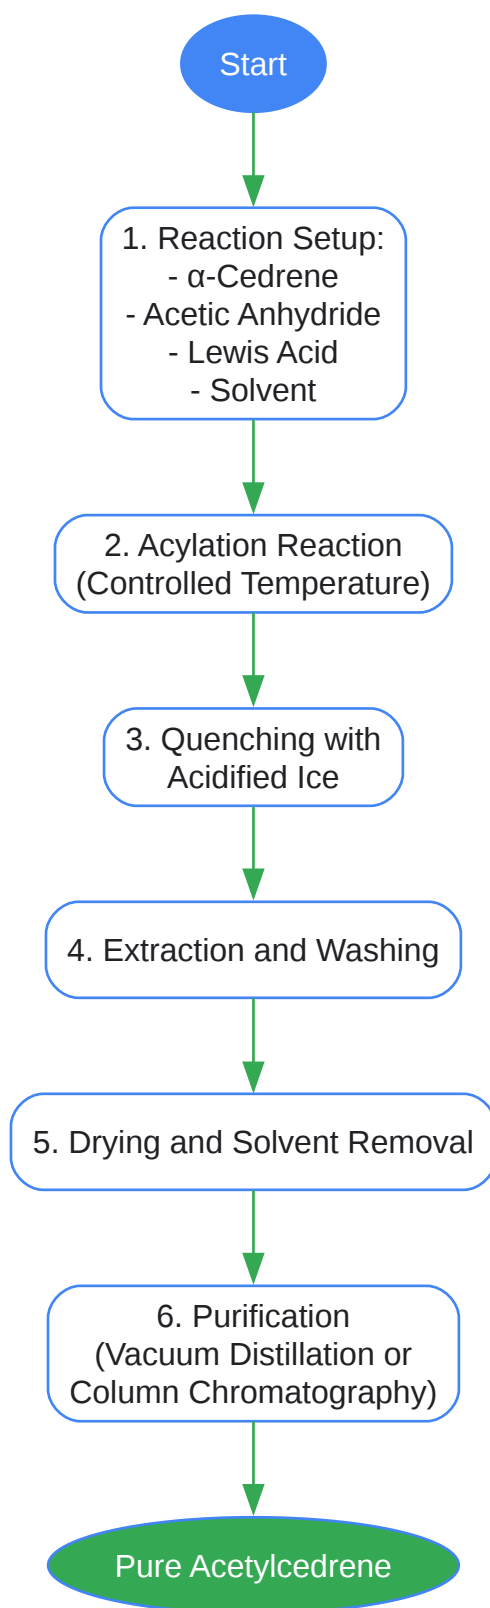 Start
1. Reaction Setup:
- α-Cedrene
- Acetic Anhydride
- Lewis Acid
- Solvent
2. Acylation Reaction
(Controlled Temperature)
3. Quenching with
Acidified Ice
4. Extraction and Washing
5. Drying and Solvent Removal
6. Purification
(Vacuum Distillation or
Column Chromatography)
Pure Acetylcedrene